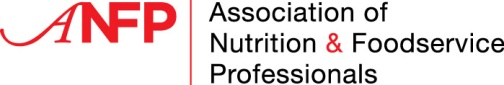 ANFP
Association of
Nutrition & Foodservice
Professionals